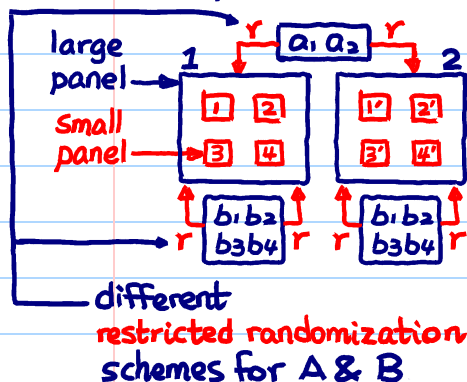 r a₁ a₂ r
large panel 1 2
1 2 1' 2'
small panel
3 4 3' 4'
b₁ b₂ b₁ b₂
r b3 b4 r r b3 b4 r
different
restricted randomization
schemes for A & B